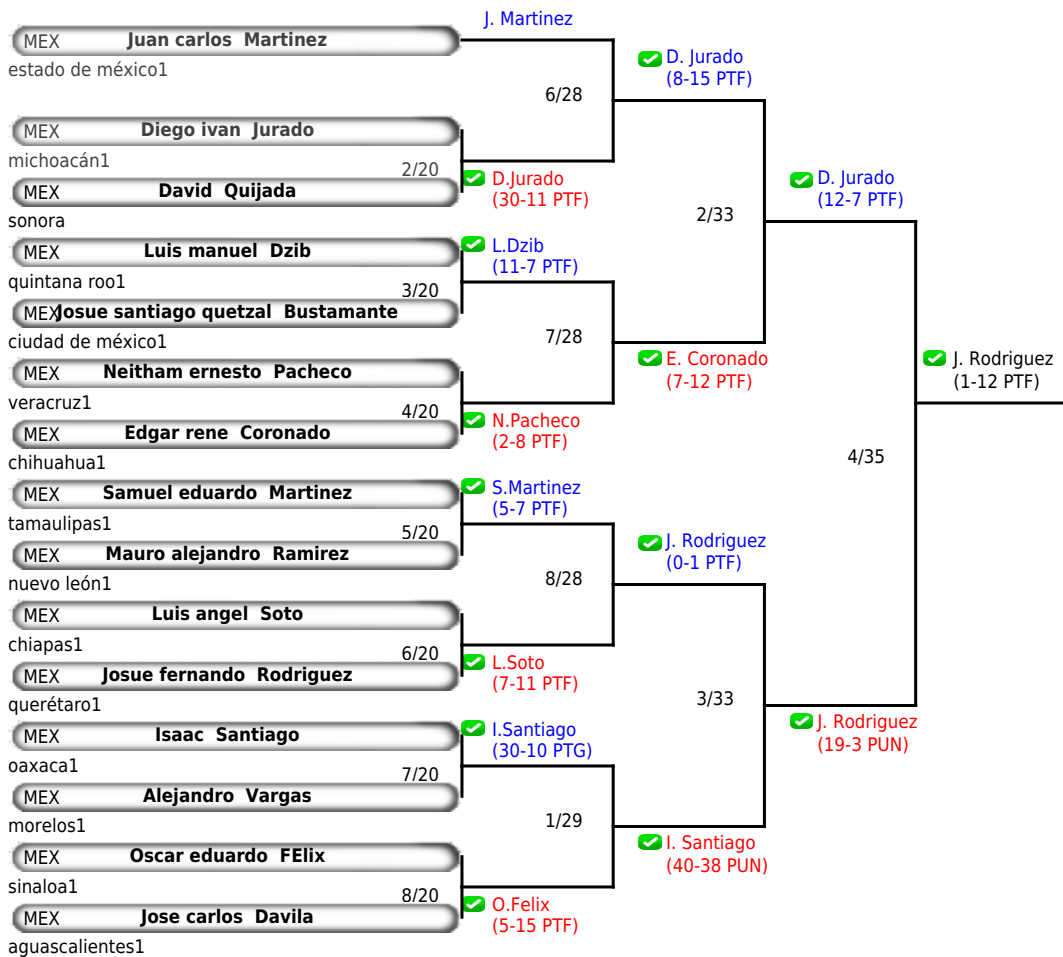 J. Martinez
MEX Juan carlos Martinez
estado de méxico1
D. Jurado
(8-15 PTF)
6/28
MEX Diego ivan Jurado
michoacán1
2/20
MEX David Quijada
sonora
D.Jurado
(30-11 PTF)
D. Jurado
(12-7 PTF)
2/33
MEX Luis manuel Dzib
quintana roo1
L.Dzib
(11-7 PTF)
3/20
MEX Josue santiago quetzal Bustamante
ciudad de méxico1
7/28
E. Coronado
(7-12 PTF)
J. Rodriguez
(1-12 PTF)
MEX Neitham ernesto Pacheco
veracruz1
4/20
MEX Edgar rene Coronado
chihuahua1
N.Pacheco
(2-8 PTF)
4/35
MEX Samuel eduardo Martinez
tamaulipas1
S.Martinez
(5-7 PTF)
5/20
MEX Mauro alejandro Ramirez
nuevo león1
J. Rodriguez
(0-1 PTF)
8/28
MEX Luis angel Soto
chiapas1
6/20
MEX Josue fernando Rodriguez
querétaro1
L.Soto
(7-11 PTF)
3/33
J. Rodriguez
(19-3 PUN)
MEX Isaac Santiago
oaxaca1
I.Santiago
(30-10 PTG)
7/20
MEX Alejandro Vargas
morelos1
1/29
I. Santiago
(40-38 PUN)
MEX Oscar eduardo FElix
sinaloa1
8/20
MEX Jose carlos Davila
aguascalientes1
O.Felix
(5-15 PTF)